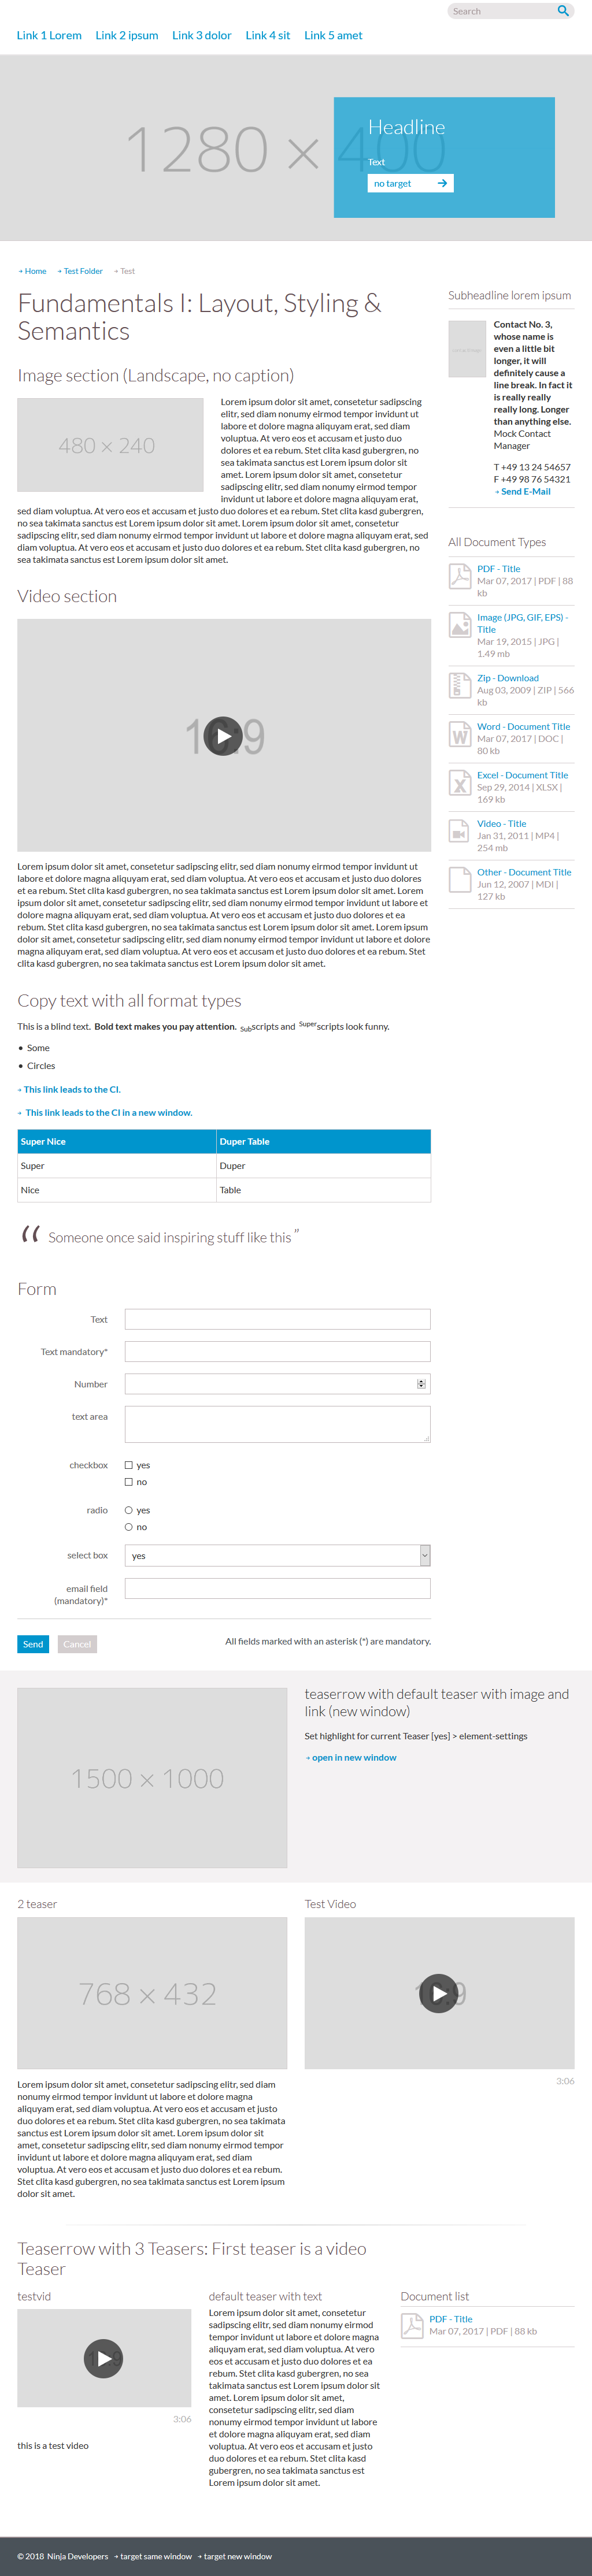 Search
Link 1 Lorem Link 2 ipsum Link 3 dolor Link 4 sit Link 5 amet
1280 × 400
Headline
Text
no target
Home Test Folder Test
Fundamentals I: Layout, Styling &
Semantics
Image section (Landscape, no caption)
480 × 240
Lorem ipsum dolor sit amet, consetetur sadipscing
elitr, sed diam nonumy eirmod tempor invidunt ut
labore et dolore magna aliquyam erat, sed diam
voluptua. At vero eos et accusam et justo duo
dolores et ea rebum. Stet clita kasd gubergren, no
sea takimata sanctus est Lorem ipsum dolor sit
amet. Lorem ipsum dolor sit amet, consetetur
sadipscing elitr, sed diam nonumy eirmod tempor
invidunt ut labore et dolore magna aliquyam erat,
sed diam voluptua. At vero eos et accusam et justo duo dolores et ea rebum. Stet clita kasd gubergren,
no sea takimata sanctus est Lorem ipsum dolor sit amet. Lorem ipsum dolor sit amet, consetetur
sadipscing elitr, sed diam nonumy eirmod tempor invidunt ut labore et dolore magna aliquyam erat, sed
diam voluptua. At vero eos et accusam et justo duo dolores et ea rebum. Stet clita kasd gubergren, no
sea takimata sanctus est Lorem ipsum dolor sit amet.
Video section
16:9
Lorem ipsum dolor sit amet, consetetur sadipscing elitr, sed diam nonumy eirmod tempor invidunt ut
labore et dolore magna aliquyam erat, sed diam voluptua. At vero eos et accusam et justo duo dolores
et ea rebum. Stet clita kasd gubergren, no sea takimata sanctus est Lorem ipsum dolor sit amet. Lorem
ipsum dolor sit amet, consetetur sadipscing elitr, sed diam nonumy eirmod tempor invidunt ut labore et
dolore magna aliquyam erat, sed diam voluptua. At vero eos et accusam et justo duo dolores et ea
rebum. Stet clita kasd gubergren, no sea takimata sanctus est Lorem ipsum dolor sit amet. Lorem ipsum
dolor sit amet, consetetur sadipscing elitr, sed diam nonumy eirmod tempor invidunt ut labore et dolore
magna aliquyam erat, sed diam voluptua. At vero eos et accusam et justo duo dolores et ea rebum. Stet
clita kasd gubergren, no sea takimata sanctus est Lorem ipsum dolor sit amet.
Copy text with all format types
This is a blind text. Bold text makes you pay attention. Subscripts and Superscripts look funny.
Some
Circles
This link leads to the CI.
This link leads to the CI in a new window.
Super Nice Duper Table
Super Duper
Nice Table
“ Someone once said inspiring stuff like this ”
Form
Text
Text mandatory*
Number
text area
checkbox yes
no
radio yes
no
select box yes
email field
(mandatory)*
Send Cancel All fields marked with an asterisk (*) are mandatory.
Subheadline lorem ipsum
Contact No. 3,
whose name is
even a little bit
longer, it will
definitely cause a
line break. In fact it
is really really
really long. Longer
than anything else.
Mock Contact
Manager
T +49 13 24 54657
F +49 98 76 54321
Send E-Mail
All Document Types
PDF - Title
Mar 07, 2017 | PDF | 88
kb
Image (JPG, GIF, EPS) -
Title
Mar 19, 2015 | JPG |
1.49 mb
Zip - Download
Aug 03, 2009 | ZIP | 566
kb
Word - Document Title
Mar 07, 2017 | DOC |
80 kb
Excel - Document Title
Sep 29, 2014 | XLSX |
169 kb
Video - Title
Jan 31, 2011 | MP4 |
254 mb
Other - Document Title
Jun 12, 2007 | MDI |
127 kb
1500 × 1000
teaserrow with default teaser with image and
link (new window)
Set highlight for current Teaser [yes] > element-settings
open in new window
2 teaser
768 × 432
Lorem ipsum dolor sit amet, consetetur sadipscing elitr, sed diam
nonumy eirmod tempor invidunt ut labore et dolore magna
aliquyam erat, sed diam voluptua. At vero eos et accusam et justo
duo dolores et ea rebum. Stet clita kasd gubergren, no sea takimata
sanctus est Lorem ipsum dolor sit amet. Lorem ipsum dolor sit
amet, consetetur sadipscing elitr, sed diam nonumy eirmod tempor
invidunt ut labore et dolore magna aliquyam erat, sed diam
voluptua. At vero eos et accusam et justo duo dolores et ea rebum.
Stet clita kasd gubergren, no sea takimata sanctus est Lorem ipsum
dolor sit amet.
Test Video
16:9
3:06
Teaserrow with 3 Teasers: First teaser is a video
Teaser
testvid
3:06
this is a test video
default teaser with text
Lorem ipsum dolor sit amet, consetetur
sadipscing elitr, sed diam nonumy eirmod
tempor invidunt ut labore et dolore magna
aliquyam erat, sed diam voluptua. At vero
eos et accusam et justo duo dolores et ea
rebum. Stet clita kasd gubergren, no sea
takimata sanctus est Lorem ipsum dolor sit
amet. Lorem ipsum dolor sit amet,
consetetur sadipscing elitr, sed diam
nonumy eirmod tempor invidunt ut labore
et dolore magna aliquyam erat, sed diam
voluptua. At vero eos et accusam et justo
duo dolores et ea rebum. Stet clita kasd
gubergren, no sea takimata sanctus est
Lorem ipsum dolor sit amet.
Document list
PDF - Title
Mar 07, 2017 | PDF | 88 kb
© 2018 Ninja Developers target same window target new window